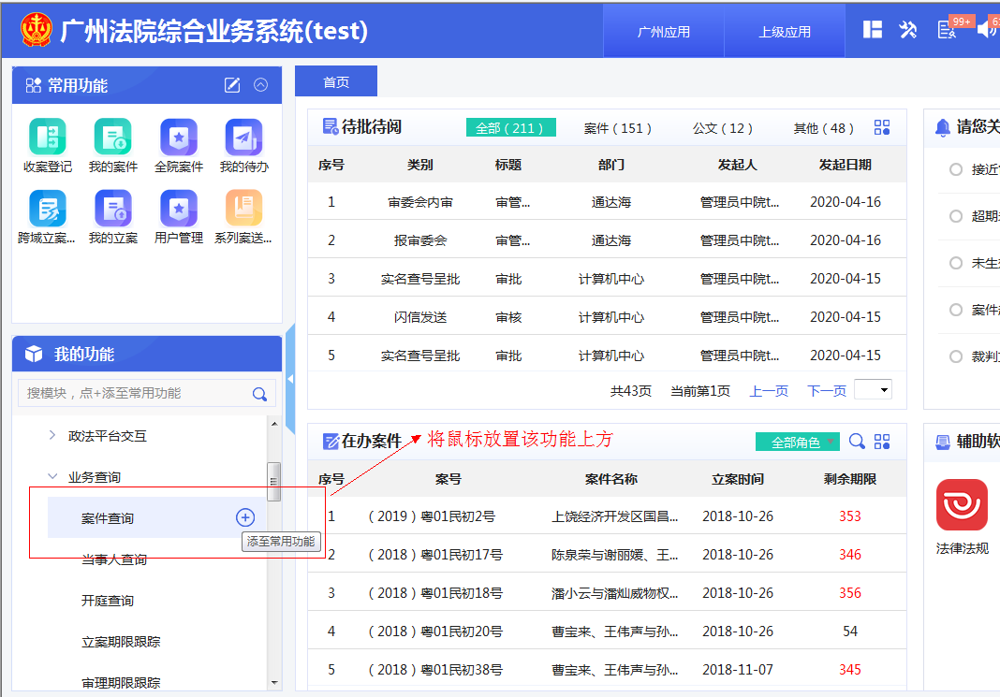 广州法院综合业务系统(test)
广州应用
上级应用
99+
6
常用功能
收案登记 我的案件 全院案件 我的待办
跨域立案... 我的立案 用户管理 系列案送...
我的功能
搜模块，点+添至常用功能
政法平台交互
业务查询
案件查询
添至常用功能
当事人查询
开庭查询
立案期限跟踪
审理期限跟踪
首页
待批待阅 全部（211） 案件（151） 公文（12） 其他（48）
序号 类别 标题 部门 发起人 发起日期
1 审委会内审 审管... 通达海 管理员中院t... 2020-04-16
2 报审委会 审管... 通达海 管理员中院t... 2020-04-16
3 实名查号呈批 审批 计算机中心 管理员中院t... 2020-04-15
4 闪信发送 审核 计算机中心 管理员中院t... 2020-04-15
5 实名查号呈批 审批 计算机中心 管理员中院t... 2020-04-15
共43页 当前第1页 上一页 下一页
在办案件 将鼠标放置该功能上方 全部角色
序号 案号 案件名称 立案时间 剩余期限
1 （2019）粤01民初2号 上饶经济开发区国昌... 2018-10-26 353
2 （2018）粤01民初17号 陈泉荣与谢丽媛、王... 2018-10-26 346
3 （2018）粤01民初18号 潘小云与潘灿威物权... 2018-10-26 356
4 （2018）粤01民初20号 曹宝来、王伟声与孙... 2018-10-26 54
5 （2018）粤01民初38号 曹宝来、王伟声与孙... 2018-11-07 345
请您关
接近
超期
未生
案件
裁判
辅助软
法律法规